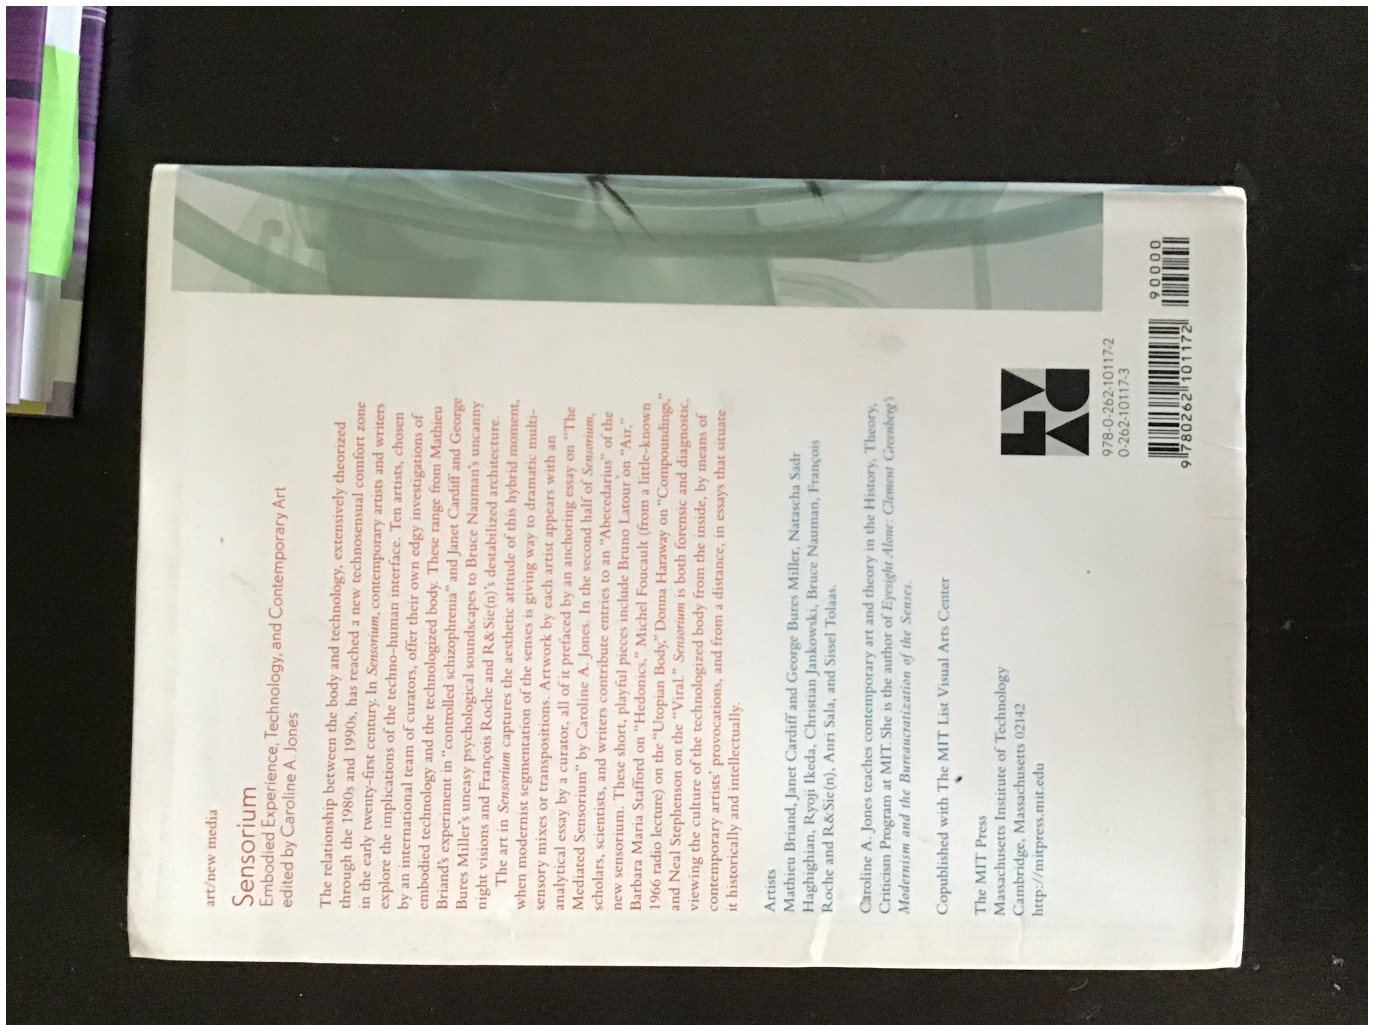 art/new media
Sensorium
Embodied Experience, Technology, and Contemporary Art
edited by Caroline A. Jones
The relationship between the body and technology, extensively theorized
through the 1980s and 1990s, has reached a new technosensual comfort zone
in the early twenty-first century. In Sensorium, contemporary artists and writers
explore the implications of the techno-human interface. Ten artists, chosen
by an international team of curators, offer their own edgy investigations of
embodied technology and the technologized body. These range from Mathieu
Briand's experiment in “controlled schizophrenia” and Janet Cardiff and George
Bures Miller's uneasy psychological soundscapes to Bruce Nauman's uncanny
night visions and François Roche and R&Sie(n)'s destabilized architecture.
The art in Sensorium captures the aesthetic attitude of this hybrid moment,
when modernist segmentation of the senses is giving way to dramatic multi-
sensory mixes or transpositions. Artwork by each artist appears with an
analytical essay by a curator, all of it prefaced by an anchoring essay on “The
Mediated Sensorium” by Caroline A. Jones. In the second half of Sensorium,
scholars, scientists, and writers contribute entries to an “Abecedarius” of the
new sensorium. These short, playful pieces include Bruno Latour on “Air,”
Barbara Maria Stafford on “Hedonics,” Michel Foucault (from a little-known
1966 radio lecture) on the “Utopian Body,” Donna Haraway on “Compoundings,”
and Neal Stephenson on the “Viral.” Sensorium is both forensic and diagnostic,
viewing the culture of the technologized body from the inside, by means of
contemporary artists' provocations, and from a distance, in essays that situate
it historically and intellectually.
Artists
Mathieu Briand, Janet Cardiff and George Bures Miller, Natascha Sadr
Haghighian, Ryoji Ikeda, Christian Jankowski, Bruce Nauman, François
Roche and R&Sie(n), Anri Sala, and Sissel Tolaas.
Caroline A. Jones teaches contemporary art and theory in the History, Theory,
Criticism Program at MIT. She is the author of Eyesight Alone: Clement Greenberg's
Modernism and the Bureaucratization of the Senses.
Copublished with The MIT List Visual Arts Center
The MIT Press
Massachusetts Institute of Technology
Cambridge, Massachusetts 02142
http://mitpress.mit.edu
978-0-262-10117-2
0-262-10117-3
9 780262 101172
90000